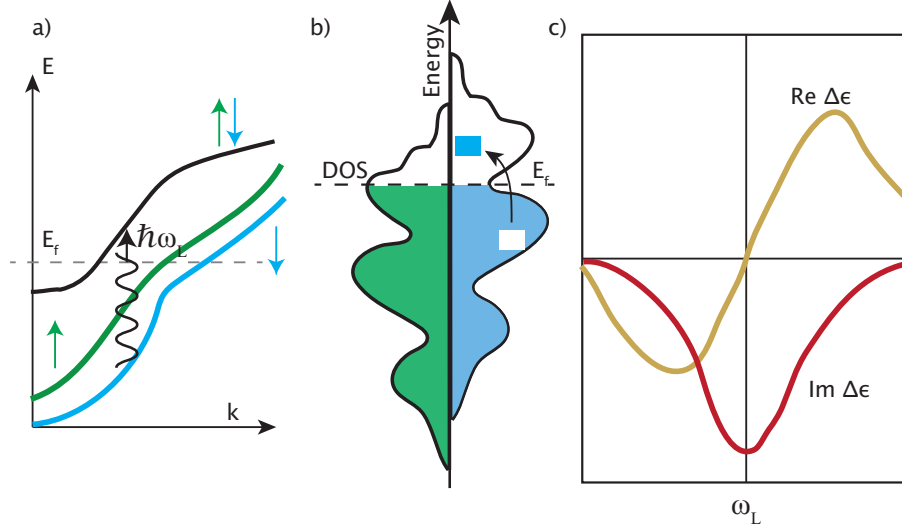 a)
E
E_f
ħω_L
k
b)
Energy
DOS
E_f
c)
Re Δϵ
Im Δϵ
ω_L